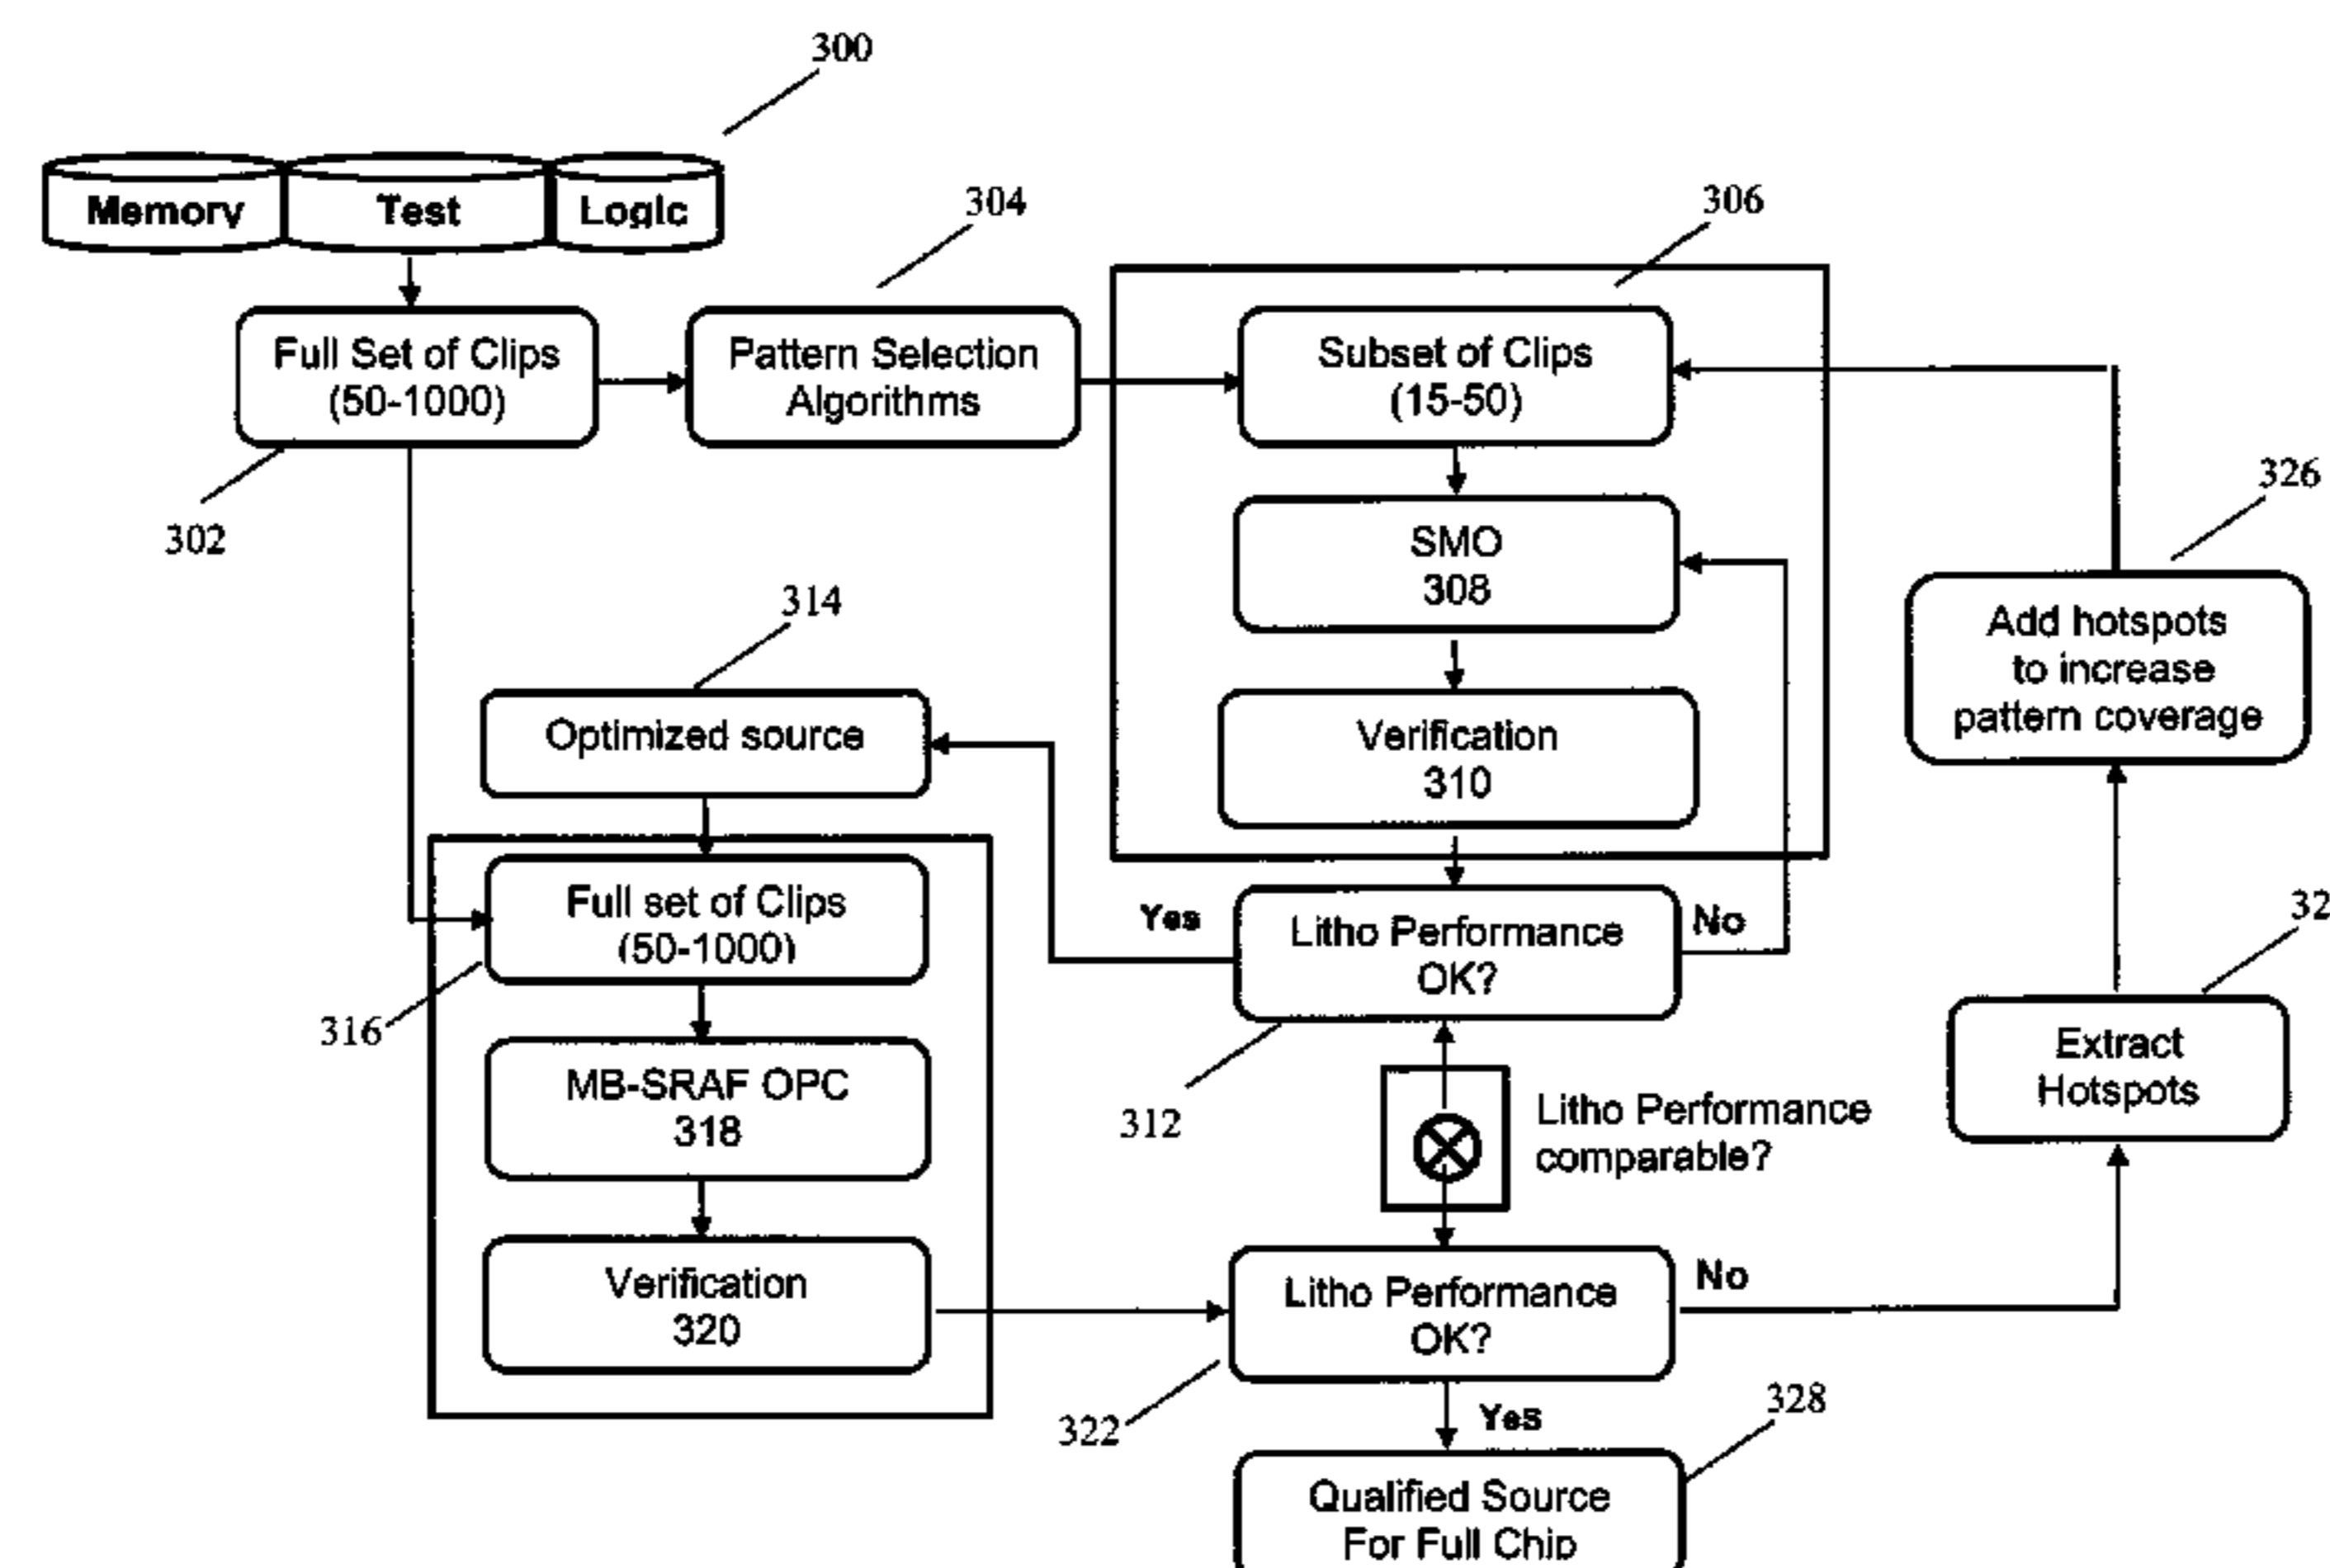 300
Memory
Test
Logic
304
306
Full Set of Clips
(50-1000)
Pattern Selection
Algorithms
Subset of Clips
(15-50)
326
302
SMO
308
314
Add hotspots
to increase
pattern coverage
Optimized source
Verification
310
32
Full set of Clips
(50-1000)
Yes
Litho Performance
OK?
No
316
Extract
Hotspots
MB-SRAF OPC
318
312
Litho Performance
comparable?
Verification
320
Litho Performance
OK?
No
322
Yes
328
Qualified Source
For Full Chip